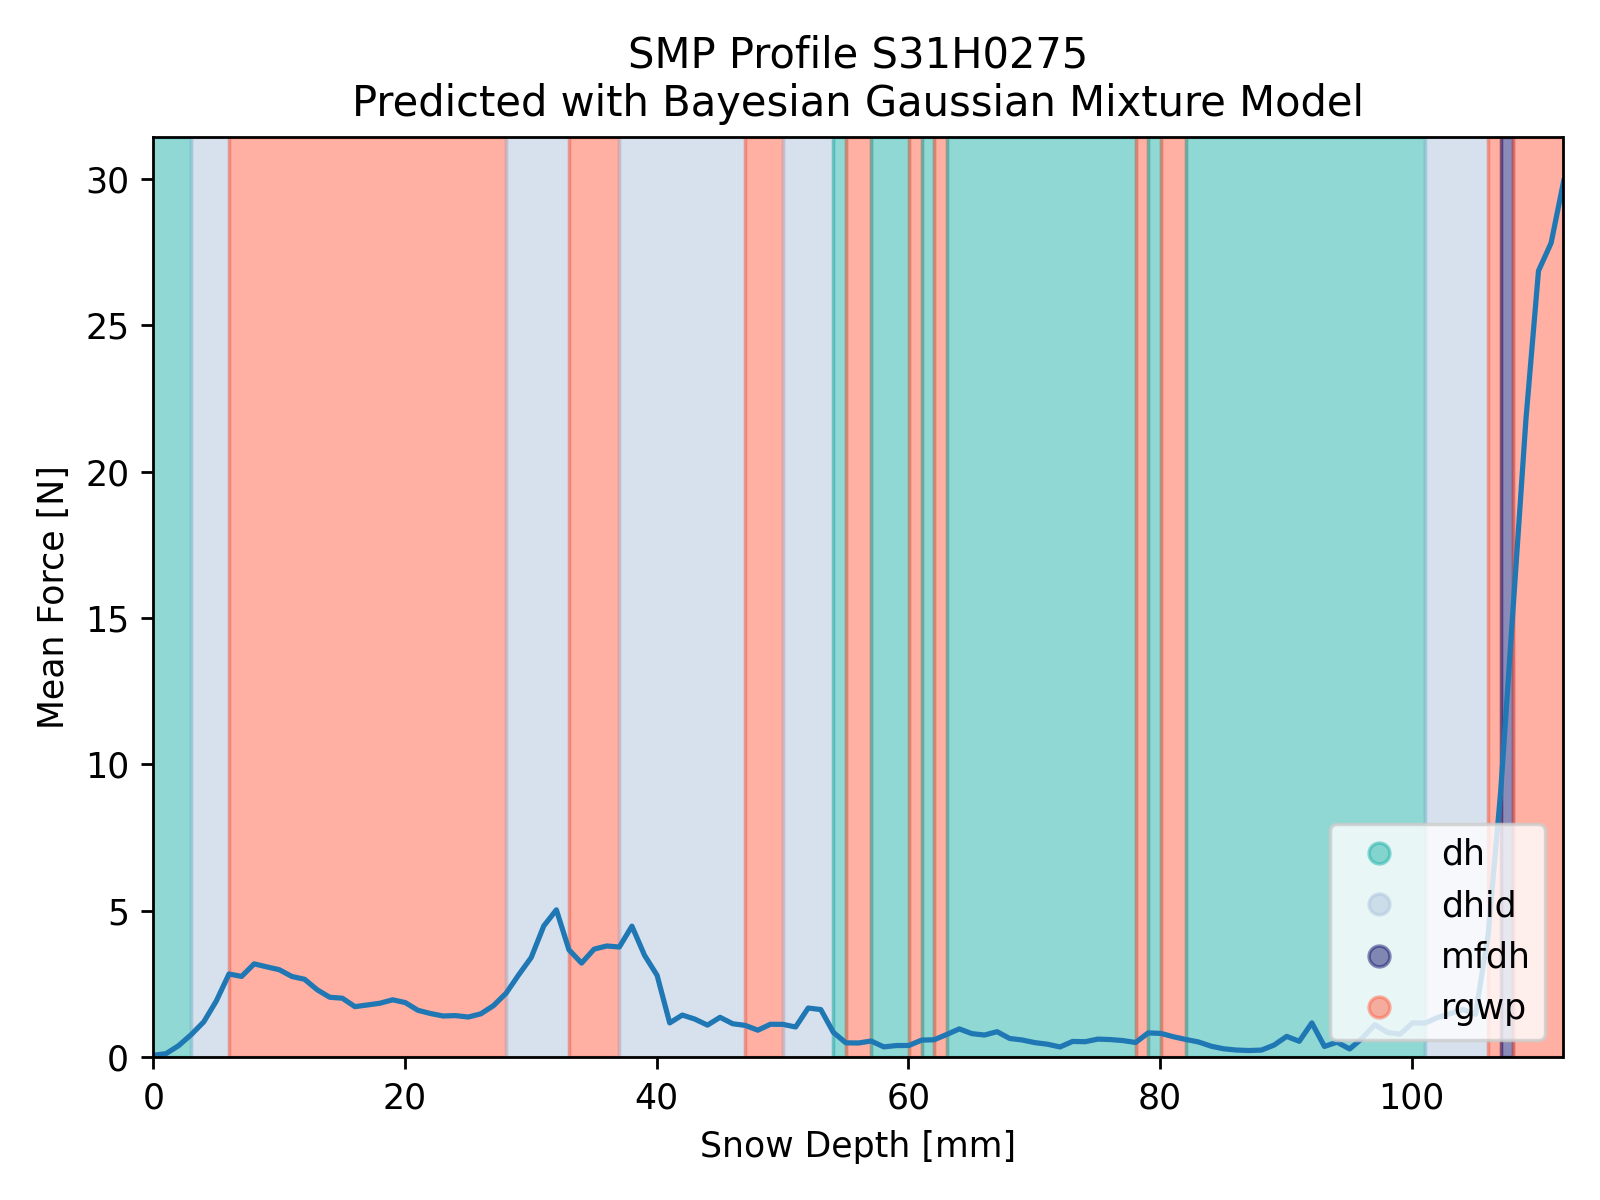 SMP Profile S31H0275
Predicted with Bayesian Gaussian Mixture Model
Mean Force [N]
30
25
20
15
10
5
0
0 20 40 60 80 100
Snow Depth [mm]
dh
dhid
mfdh
rgwp